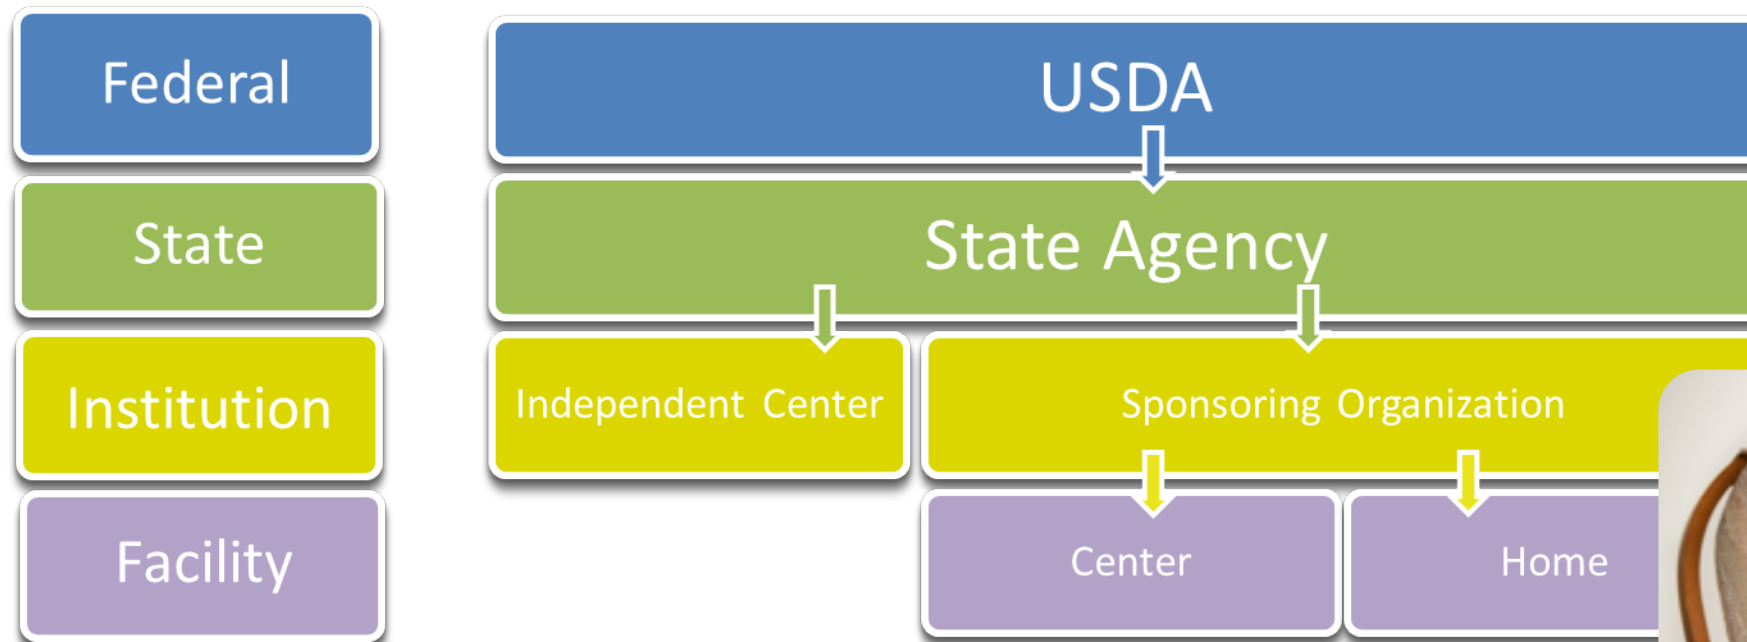 Federal
USDA
State
State Agency
Institution
Independent Center
Sponsoring Organization
Facility
Center
Home